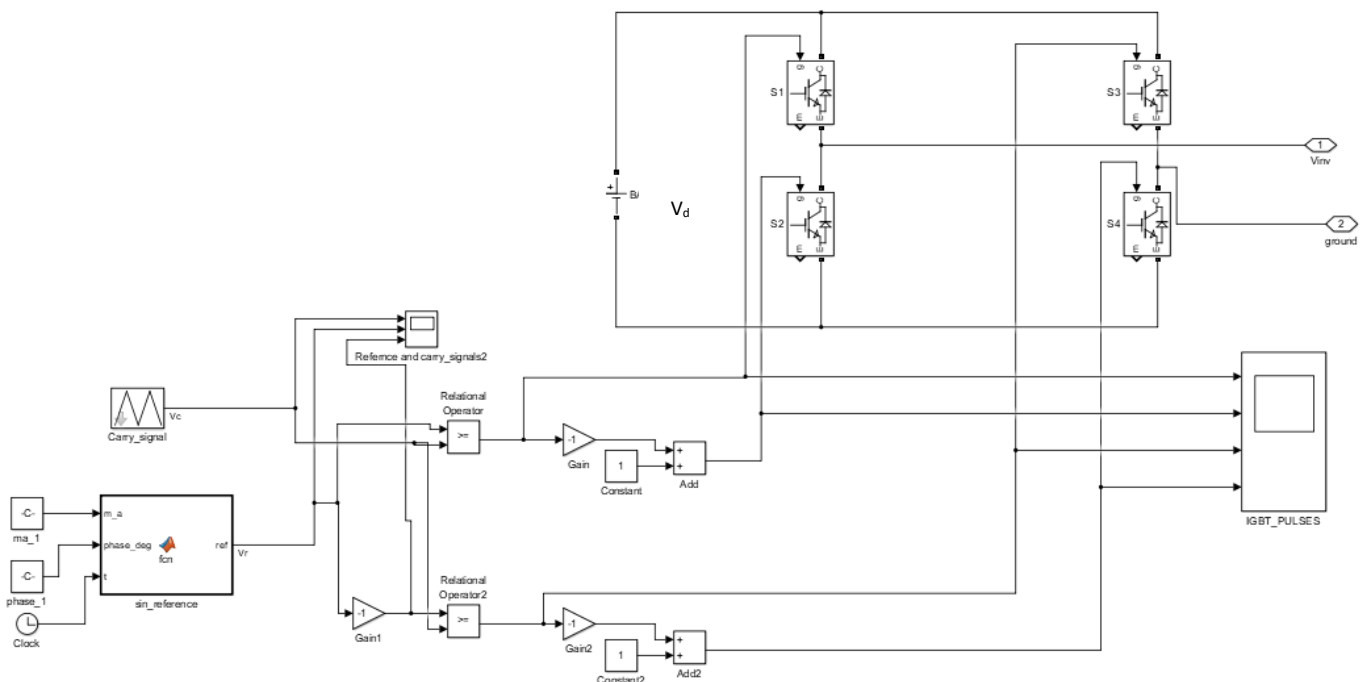 g
C
S1
m
E
g
C
S3
m
E
1
Vinv
+
B/
Vd
g
C
S2
m
E
g
C
S4
m
E
2
ground
Refernce and carry_signals2
Vc
Carry_signal
Relational
Operator
>=
-1
Gain
1
Constant
+
+
Add
IGBT_PULSES
-C-
ma_1
-C-
phase_1
Clock
m_a
phase_deg
t
fcn
ref
Vr
sin_reference
-1
Gain1
Relational
Operator2
>=
-1
Gain2
1
Constant2
+
+
Add2